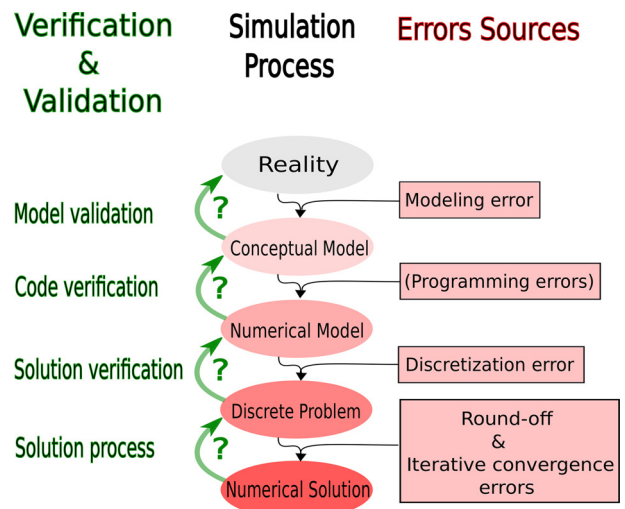 Verification
&
Validation
Simulation
Process
Errors Sources
Reality
?
Model validation
Modeling error
Conceptual Model
?
Code verification
(Programming errors)
Numerical Model
?
Solution verification
Discretization error
Discrete Problem
?
Solution process
Round-off
&
Iterative convergence
errors
Numerical Solution